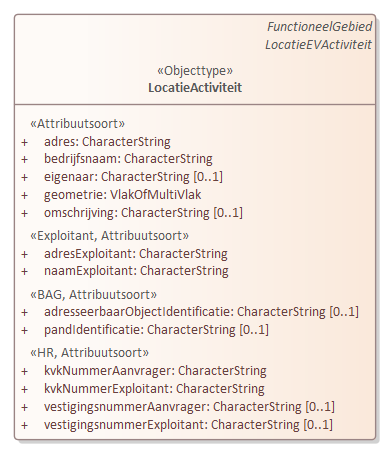 FunctioneelGebied
LocatieEVActiviteit
«Objecttype»
LocatieActiviteit
«Attribuutsoort»
+ adres: CharacterString
+ bedrijfsnaam: CharacterString
+ eigenaar: CharacterString [0..1]
+ geometrie: VlakOfMultiVlak
+ omschrijving: CharacterString [0..1]
«Exploitant, Attribuutsoort»
+ adresExploitant: CharacterString
+ naamExploitant: CharacterString
«BAG, Attribuutsoort»
+ adresseerbaarObjectIdentificatie: CharacterString [0..1]
+ pandIdentificatie: CharacterString [0..1]
«HR, Attribuutsoort»
+ kvkNummerAanvrager: CharacterString
+ kvkNummerExploitant: CharacterString
+ vestigingsnummerAanvrager: CharacterString [0..1]
+ vestigingsnummerExploitant: CharacterString [0..1]